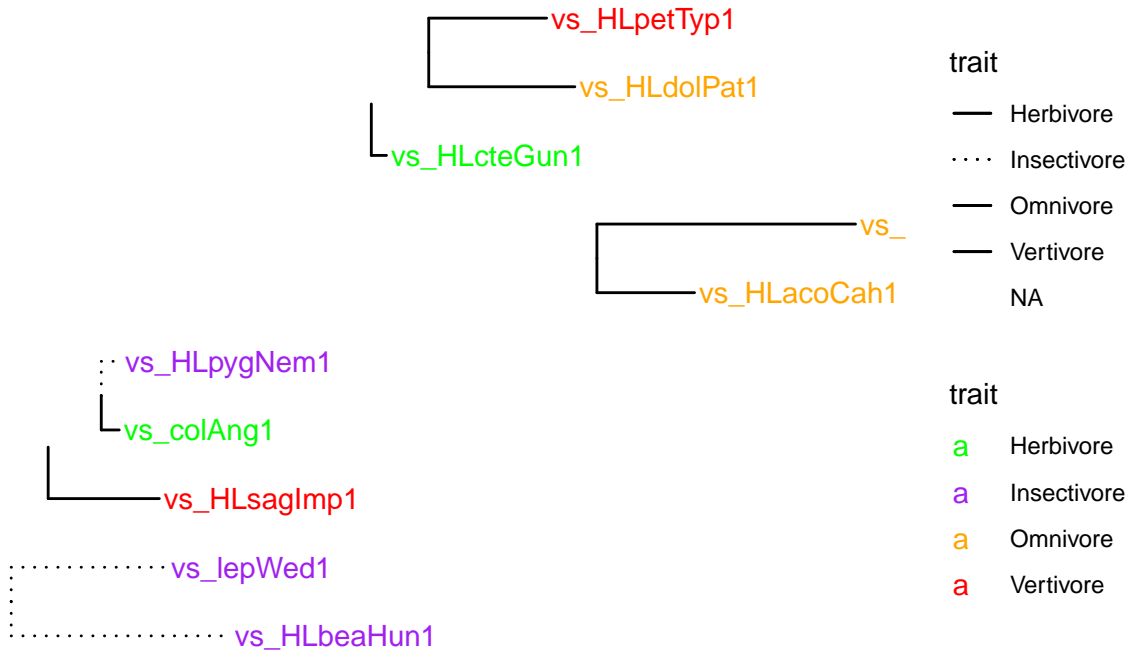 vs_HLpetTyp1
vs_HLdolPat1
vs_HLcteGun1
vs_
vs_HLacoCah1
vs_HLpygNem1
vs_colAng1
vs_HLsagImp1
vs_lepWed1
vs_HLbeaHun1
trait
Herbivore
Insectivore
Omnivore
Vertivore
NA
trait
a Herbivore
a Insectivore
a Omnivore
a Vertivore